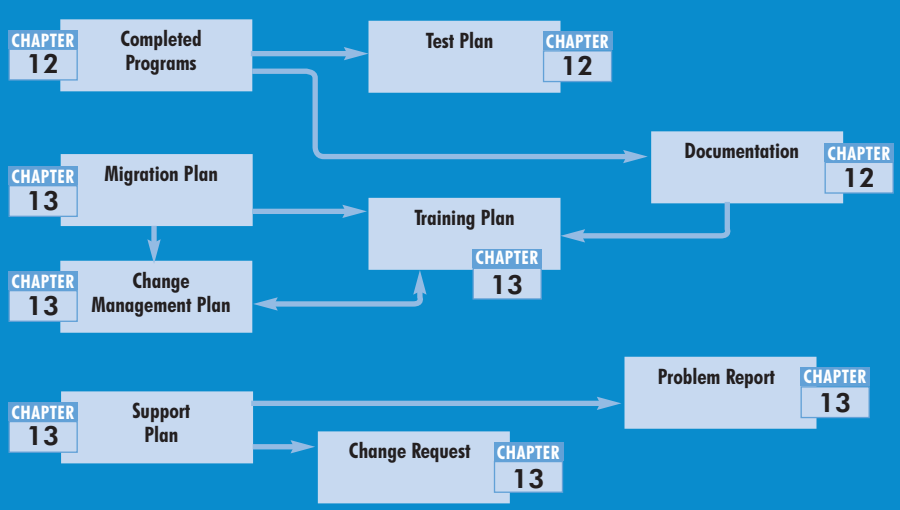 CHAPTER
12
Completed
Programs
Test Plan
CHAPTER
12
Documentation
CHAPTER
12
CHAPTER
13
Migration Plan
Training Plan
CHAPTER
13
CHAPTER
13
Change
Management Plan
Problem Report
CHAPTER
13
CHAPTER
13
Support
Plan
Change Request
CHAPTER
13